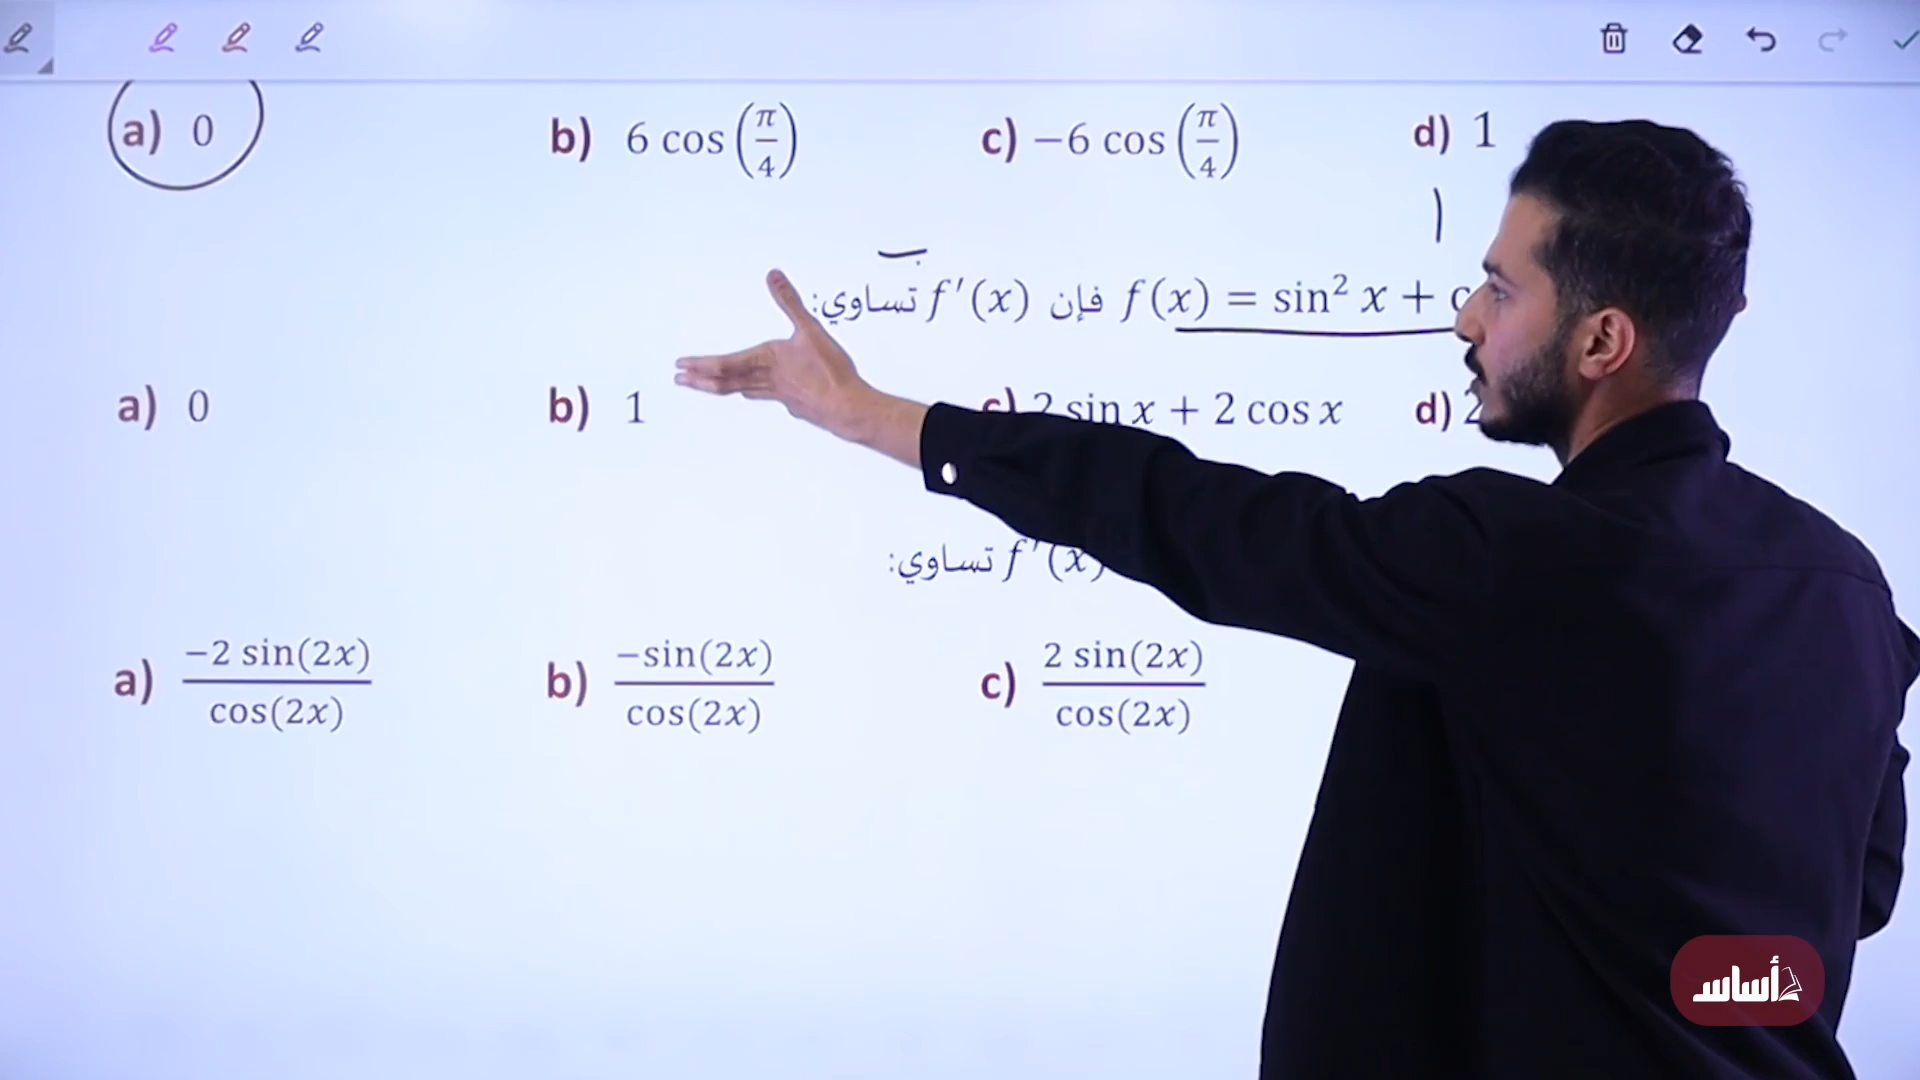 a) 0 b) 6 cos(π/4) c) −6 cos(π/4) d) 1
f(x) = sin² x + فإن f′(x) تساوي:
a) 0 b) 1 c) 2 sin x + 2 cos x d) 2
f′(x) تساوي:
a) −2 sin(2x)/cos(2x) b) −sin(2x)/cos(2x) c) 2 sin(2x)/cos(2x)
أساس